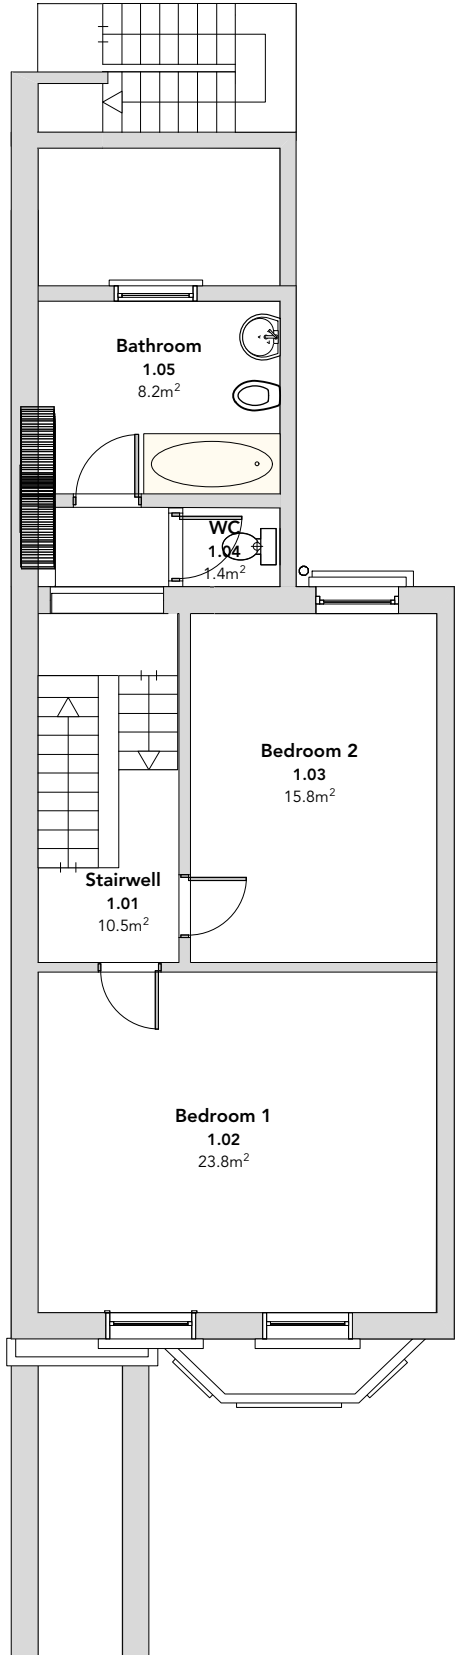 Bathroom
1.05
8.2m²
WC
1.04
1.4m²
Bedroom 2
1.03
15.8m²
Stairwell
1.01
10.5m²
Bedroom 1
1.02
23.8m²